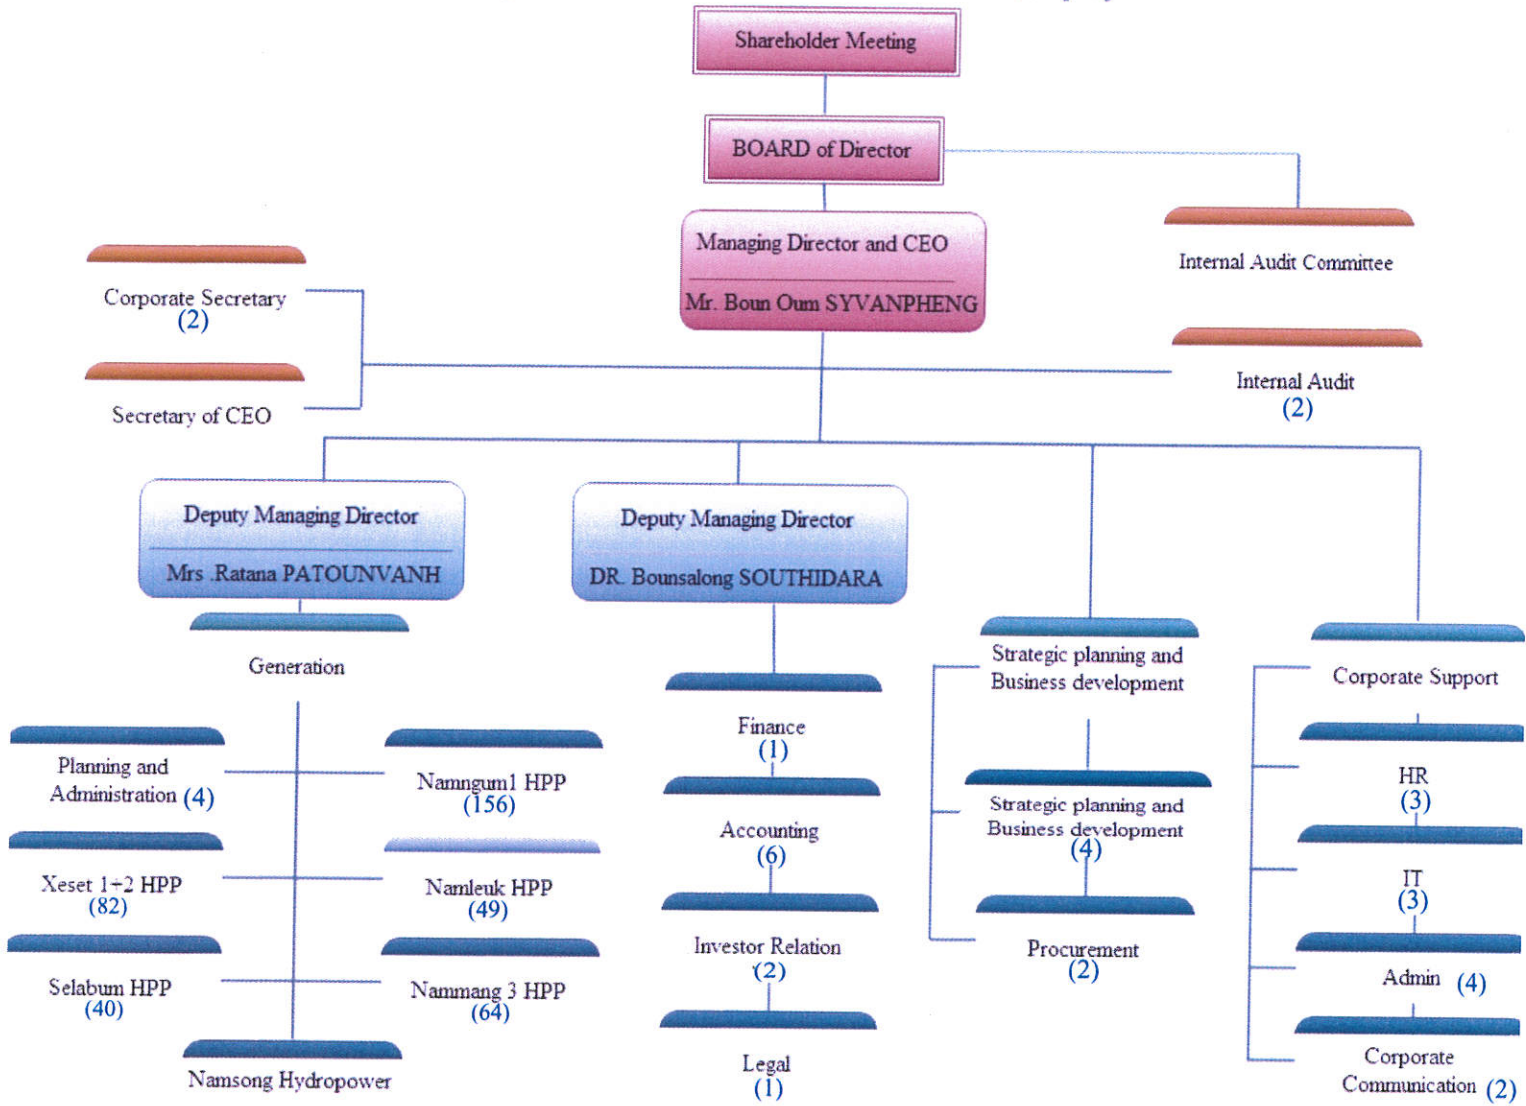 Shareholder Meeting
BOARD of Director
Managing Director and CEO
Mr. Boun Oum SYVANPHENG
Internal Audit Committee
Corporate Secretary
(2)
Internal Audit
(2)
Secretary of CEO
Deputy Managing Director
Mrs .Ratana PATOUNVANH
Deputy Managing Director
DR. Bounsalong SOUTHIDARA
Generation
Planning and
Administration (4)
Namngum1 HPP
(156)
Xeset 1+2 HPP
(82)
Namleuk HPP
(49)
Selabum HPP
(40)
Nammang 3 HPP
(64)
Namsong Hydropower
Finance
(1)
Accounting
(6)
Investor Relation
(2)
Legal
(1)
Strategic planning and
Business development
Strategic planning and
Business development
(4)
Procurement
(2)
Corporate Support
HR
(3)
IT
(3)
Admin (4)
Corporate
Communication (2)